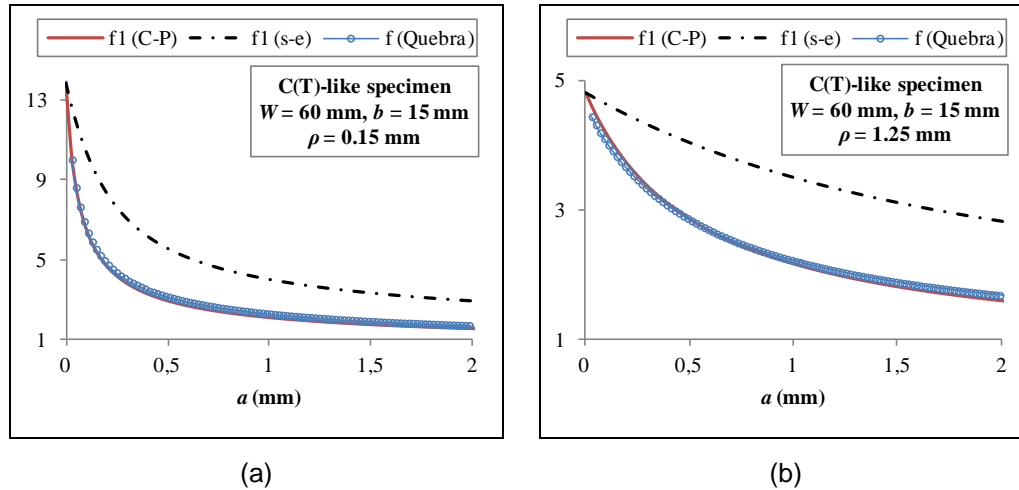 f1 (C-P) f1 (s-e) f (Quebra)
C(T)-like specimen
W = 60 mm, b = 15 mm
ρ = 0.15 mm
13
9
5
1
0 0,5 1 1,5 2
a (mm)
(a)
f1 (C-P) f1 (s-e) f (Quebra)
C(T)-like specimen
W = 60 mm, b = 15 mm
ρ = 1.25 mm
5
3
1
0 0,5 1 1,5 2
a (mm)
(b)